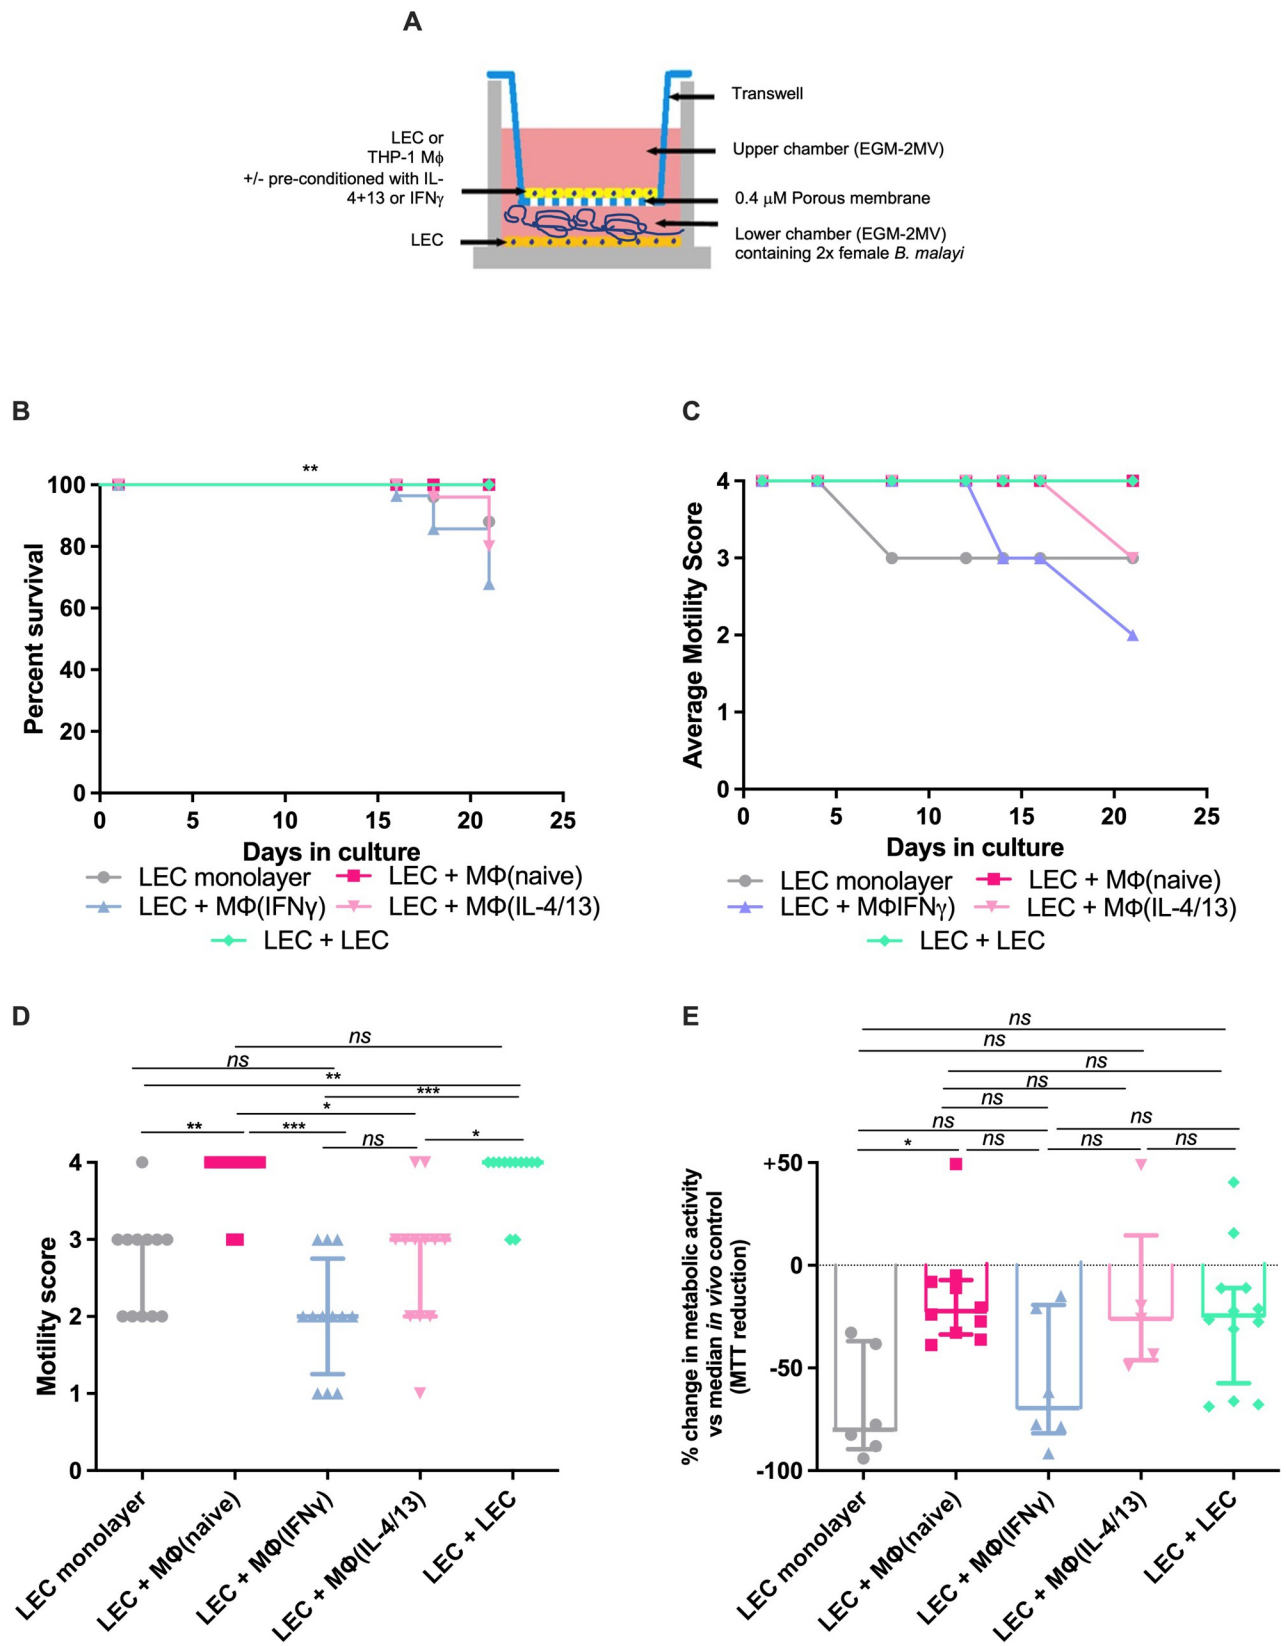 A
LEC or
THP-1 Mϕ
+/- pre-conditioned with IL-
4+13 or IFNγ
LEC
Transwell
Upper chamber (EGM-2MV)
0.4 μM Porous membrane
Lower chamber (EGM-2MV)
containing 2x female B. malayi
B
**
Percent survival
100
80
60
40
20
0
0 5 10 15 20 25
Days in culture
LEC monolayer
LEC + MΦ(naive)
LEC + MΦ(IFNγ)
LEC + MΦ(IL-4/13)
LEC + LEC
C
Average Motility Score
4
3
2
1
0
0 5 10 15 20 25
Days in culture
LEC monolayer
LEC + MΦ(naive)
LEC + MΦIFNγ)
LEC + MΦ(IL-4/13)
LEC + LEC
D
ns
ns
**
***
*
** ***
ns
*
Motility score
4
3
2
1
0
LEC monolayer
LEC + MΦ(naive)
LEC + MΦ(IFNγ)
LEC + MΦ(IL-4/13)
LEC + LEC
E
ns
ns
ns
ns
ns
ns ns
* ns ns ns
% change in metabolic activity
vs median in vivo control
(MTT reduction)
+50
0
-50
-100
LEC monolayer
LEC + MΦ(naive)
LEC + MΦ(IFNγ)
LEC + MΦ(IL-4/13)
LEC + LEC